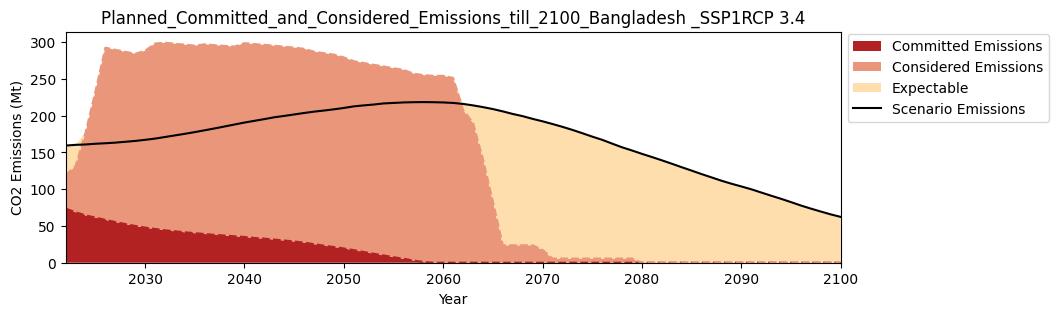 Planned_Committed_and_Considered_Emissions_till_2100_Bangladesh _SSP1RCP 3.4
CO2 Emissions (Mt)
300
250
200
150
100
50
0
2030 2040 2050 2060 2070 2080 2090 2100
Year
Committed Emissions
Considered Emissions
Expectable
Scenario Emissions